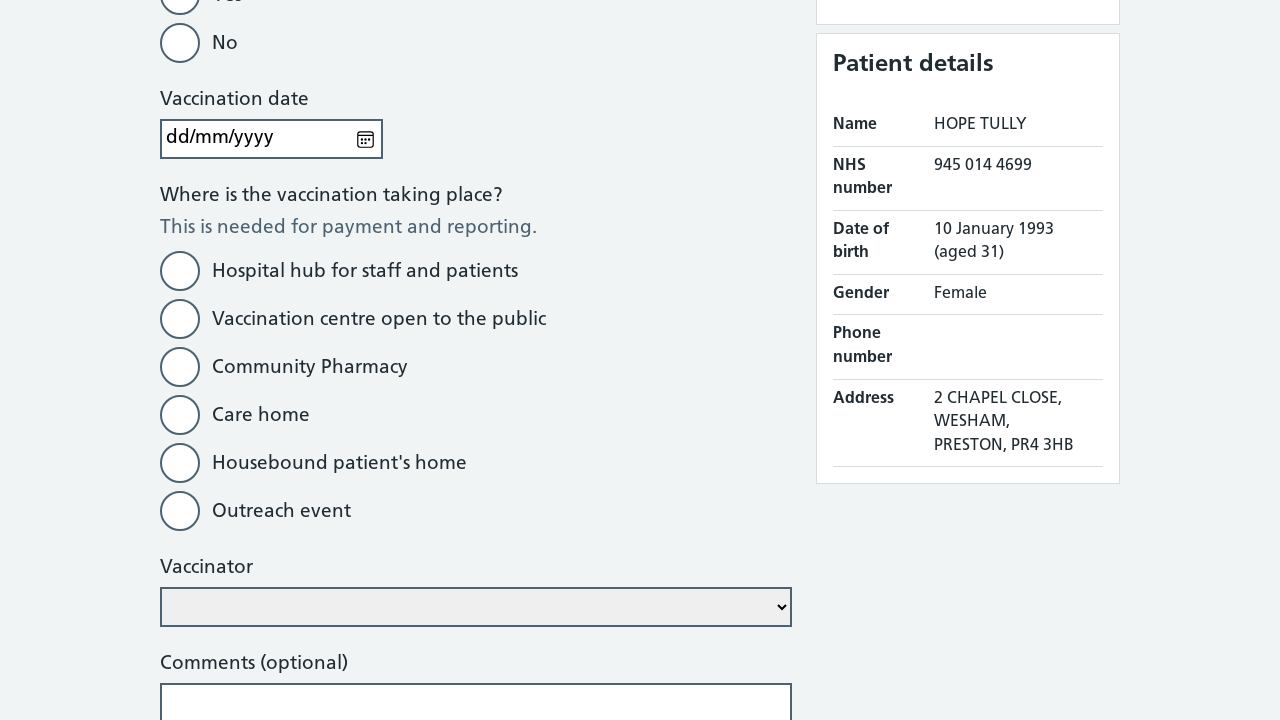 Yes
No
Vaccination date
dd/mm/yyyy
Where is the vaccination taking place?
This is needed for payment and reporting.
Hospital hub for staff and patients
Vaccination centre open to the public
Community Pharmacy
Care home
Housebound patient's home
Outreach event
Vaccinator
Comments (optional)
Patient details
Name HOPE TULLY
NHS number 945 014 4699
Date of birth 10 January 1993 (aged 31)
Gender Female
Phone number
Address 2 CHAPEL CLOSE,
WESHAM,
PRESTON, PR4 3HB